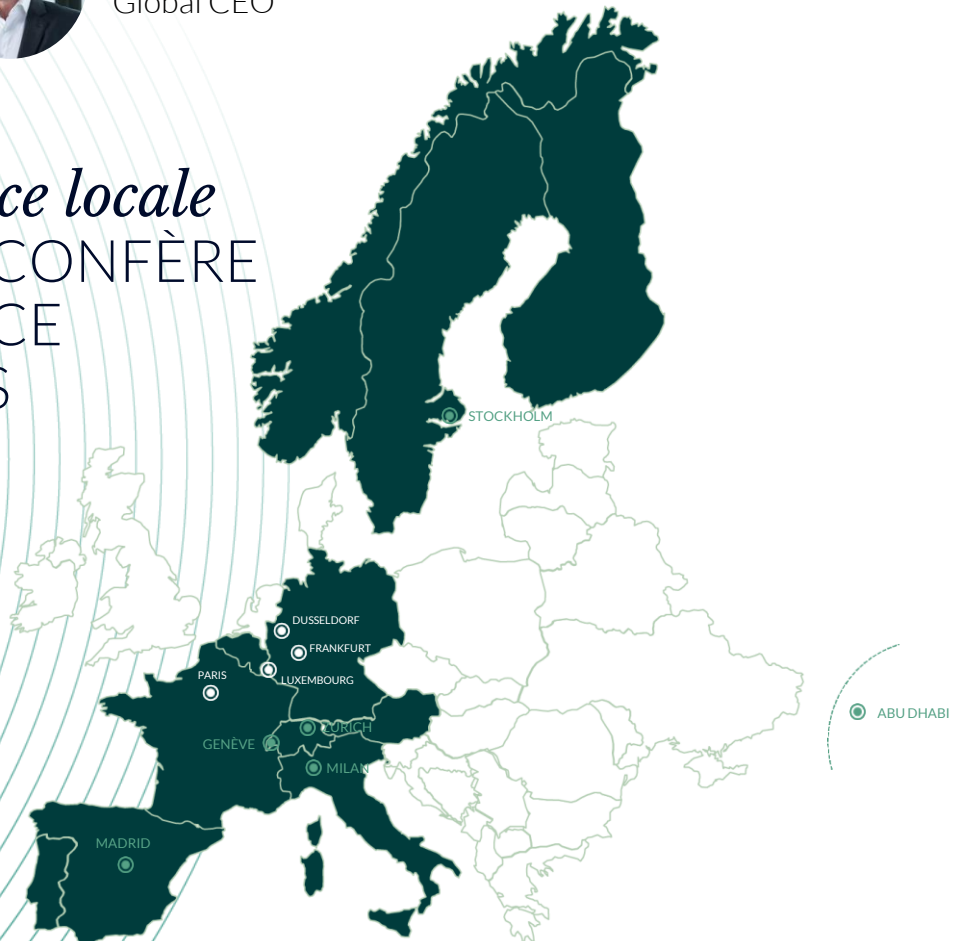 Global CEO
ce locale
CONFÈRE
CE
S
STOCKHOLM
DUSSELDORF
FRANKFURT
PARIS
LUXEMBOURG
ABU DHABI
ZURICH
GENÈVE
MILAN
MADRID